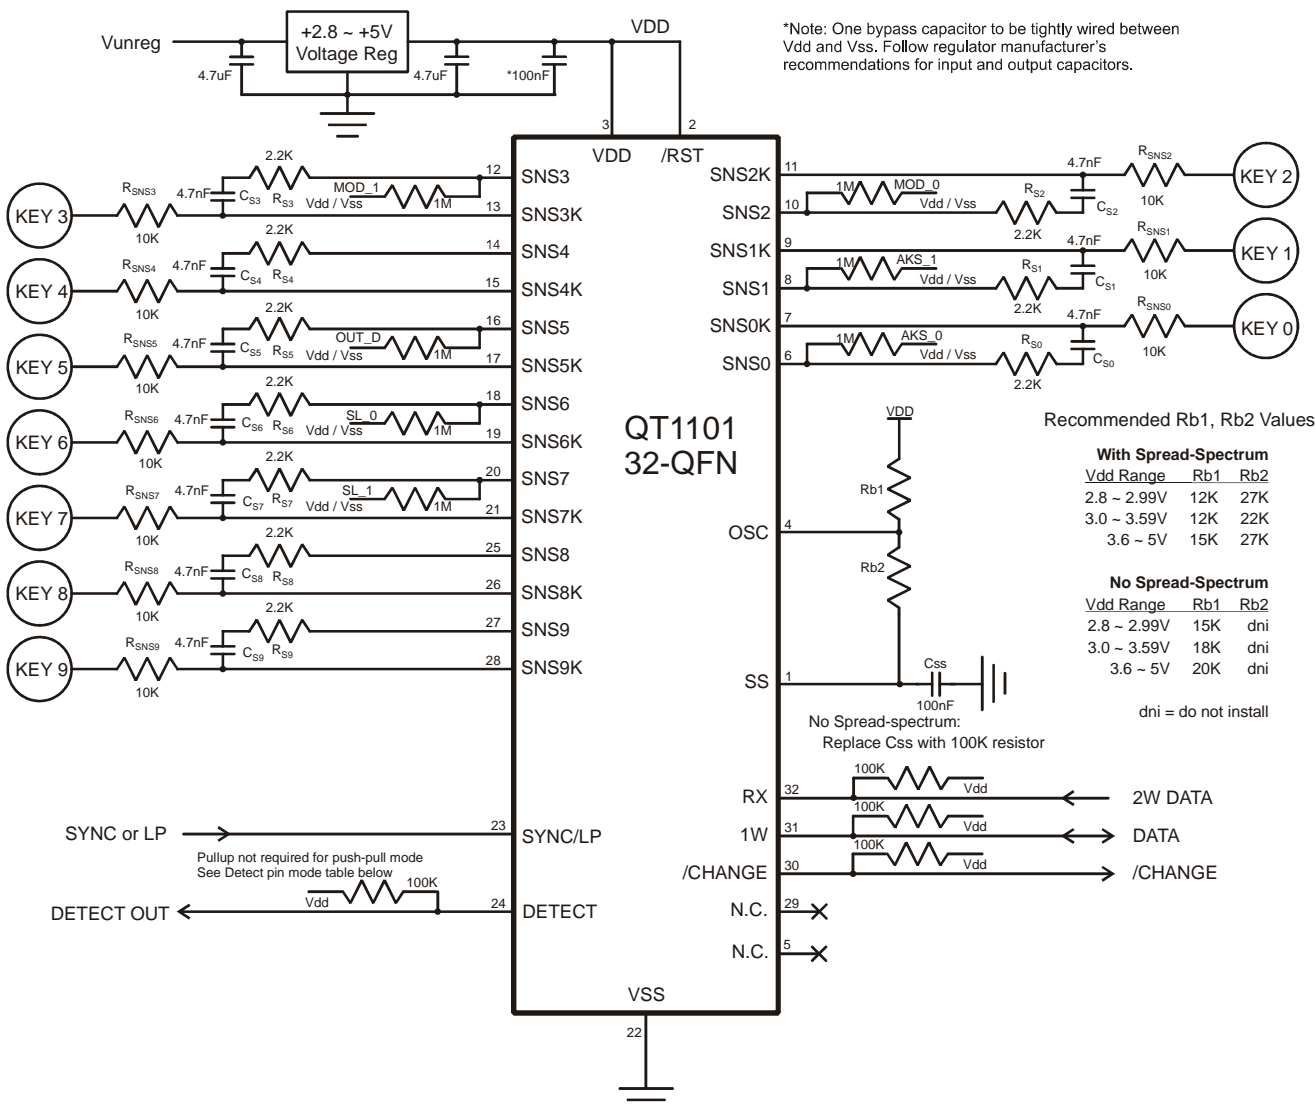 Vunreg
+2.8 ~ +5V
Voltage Reg
VDD
4.7uF
4.7uF
*100nF
*Note: One bypass capacitor to be tightly wired between
Vdd and Vss. Follow regulator manufacturer's
recommendations for input and output capacitors.
3
2
VDD
/RST
QT1101
32-QFN
KEY 3
RSNS3
10K
4.7nF
CS3
2.2K
RS3
MOD_1
Vdd / Vss
1M
12
SNS3
13
SNS3K
KEY 4
RSNS4
10K
4.7nF
CS4
2.2K
RS4
14
SNS4
15
SNS4K
KEY 5
RSNS5
10K
4.7nF
CS5
2.2K
RS5
OUT_D
Vdd / Vss
1M
16
SNS5
17
SNS5K
KEY 6
RSNS6
10K
4.7nF
CS6
2.2K
RS6
SL_0
Vdd / Vss
1M
18
SNS6
19
SNS6K
KEY 7
RSNS7
10K
4.7nF
CS7
2.2K
RS7
SL_1
Vdd / Vss
1M
20
SNS7
21
SNS7K
KEY 8
RSNS8
10K
4.7nF
CS8
2.2K
RS8
25
SNS8
26
SNS8K
KEY 9
RSNS9
10K
4.7nF
CS9
2.2K
RS9
27
SNS9
28
SNS9K
SYNC or LP
23
SYNC/LP
Pullup not required for push-pull mode
See Detect pin mode table below
Vdd
100K
DETECT OUT
24
DETECT
VSS
22
SNS2K
11
SNS2
10
1M
MOD_0
Vdd / Vss
RS2
2.2K
4.7nF
CS2
RSNS2
10K
KEY 2
SNS1K
9
SNS1
8
1M
AKS_1
Vdd / Vss
RS1
2.2K
4.7nF
CS1
RSNS1
10K
KEY 1
SNS0K
7
SNS0
6
1M
AKS_0
Vdd / Vss
RS0
2.2K
4.7nF
CS0
RSNS0
10K
KEY 0
VDD
Rb1
OSC
4
Rb2
SS
1
Css
100nF
No Spread-spectrum:
Replace Css with 100K resistor
Recommended Rb1, Rb2 Values
With Spread-Spectrum
Vdd Range Rb1 Rb2
2.8 ~ 2.99V 12K 27K
3.0 ~ 3.59V 12K 22K
3.6 ~ 5V 15K 27K
No Spread-Spectrum
Vdd Range Rb1 Rb2
2.8 ~ 2.99V 15K dni
3.0 ~ 3.59V 18K dni
3.6 ~ 5V 20K dni
dni = do not install
RX
32
100K
Vdd
2W DATA
1W
31
100K
Vdd
DATA
/CHANGE
30
100K
Vdd
/CHANGE
N.C.
29
N.C.
5